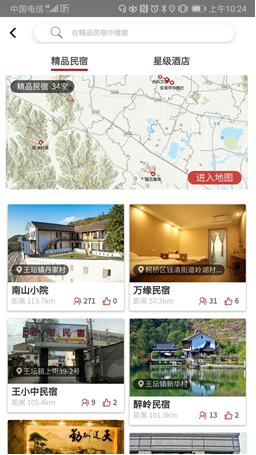 中国电信 上午10:24
在精品民宿中搜索
精品民宿 星级酒店
精品民宿 34家
进入地图
王坛镇丹家村
柯桥区钱清街道岭湖村...
南山小院
万缘民宿
距离 113.7km 271 0
距离 57.3km 31 0
民宿
王坛镇上街39-2号
王坛镇新华村
王小中民宿
醉岭民宿
距离 105.4km 9 2
距离 101.3km 13 2